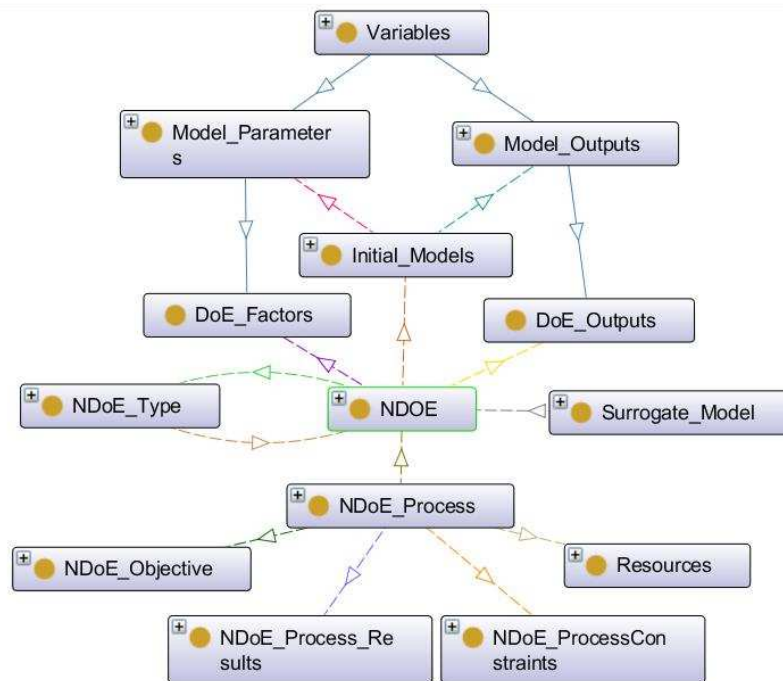 Variables
Model_Parameter
s
Model_Outputs
Initial_Models
DoE_Factors
DoE_Outputs
NDoE_Type
NDOE
Surrogate_Model
NDoE_Process
NDoE_Objective
Resources
NDoE_Process_Re
sults
NDoE_ProcessCon
straints